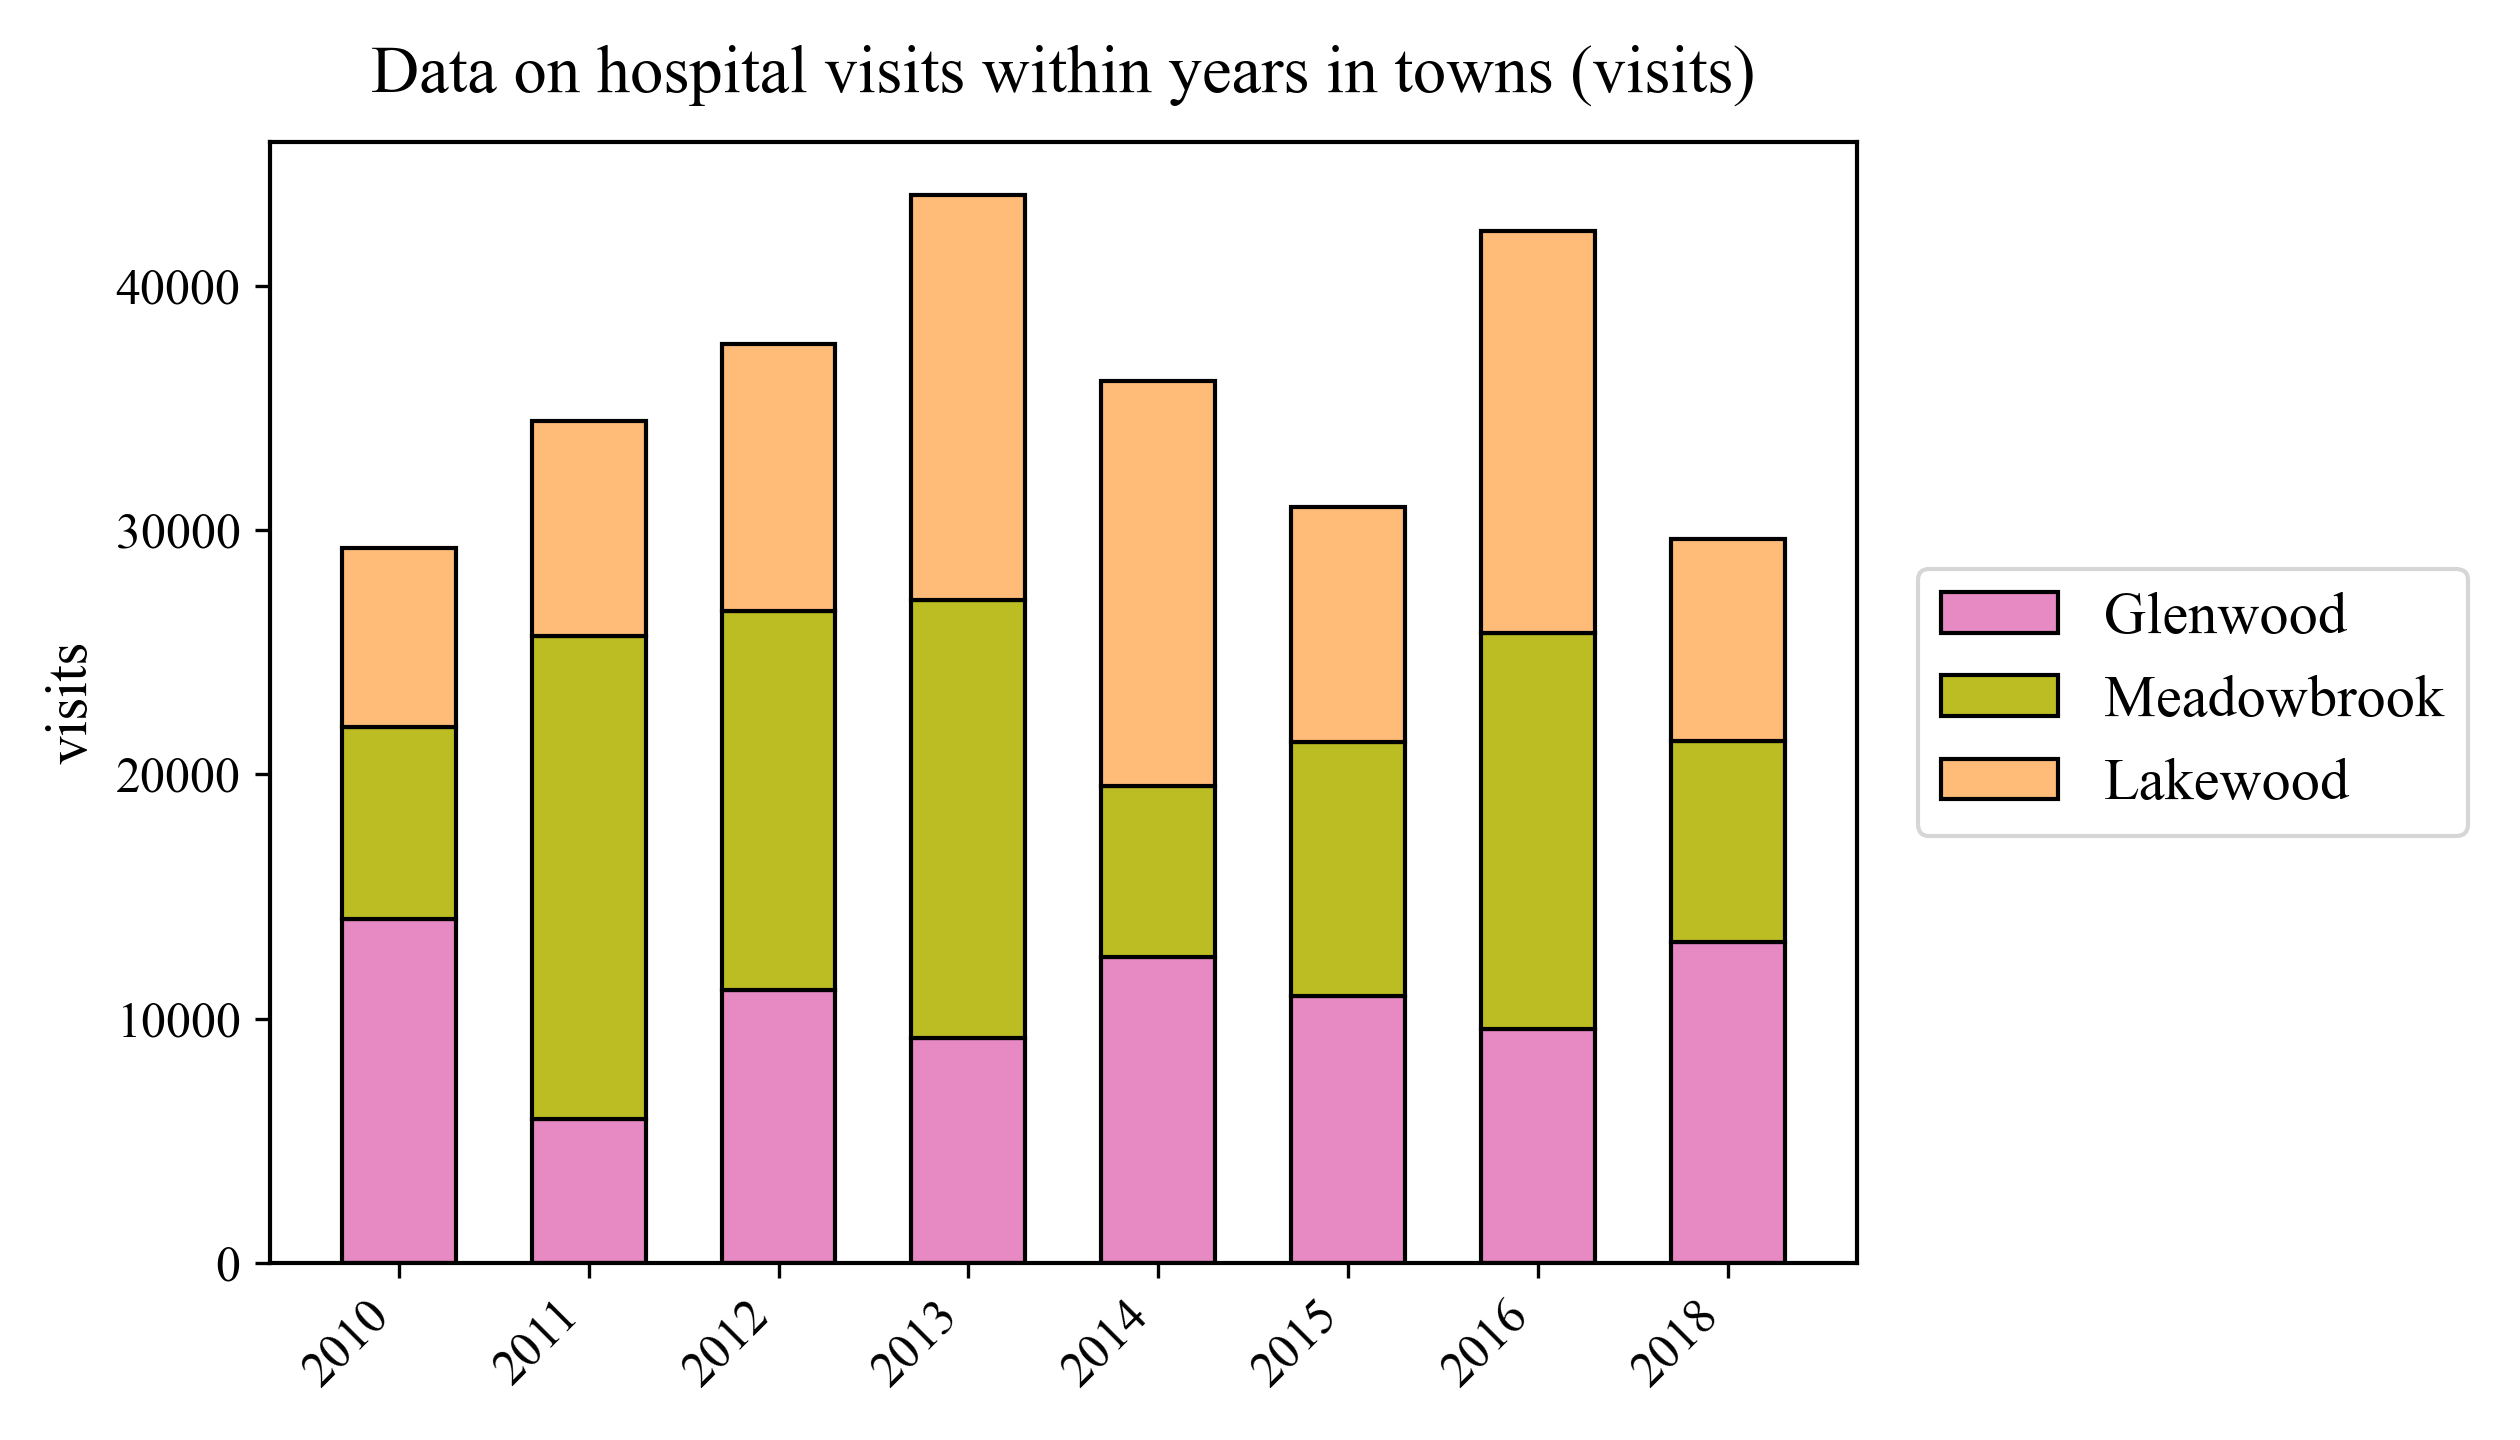 Data on hospital visits within years in towns (visits)
visits
40000
30000
20000
10000
0
2010
2011
2012
2013
2014
2015
2016
2018
Glenwood
Meadowbrook
Lakewood